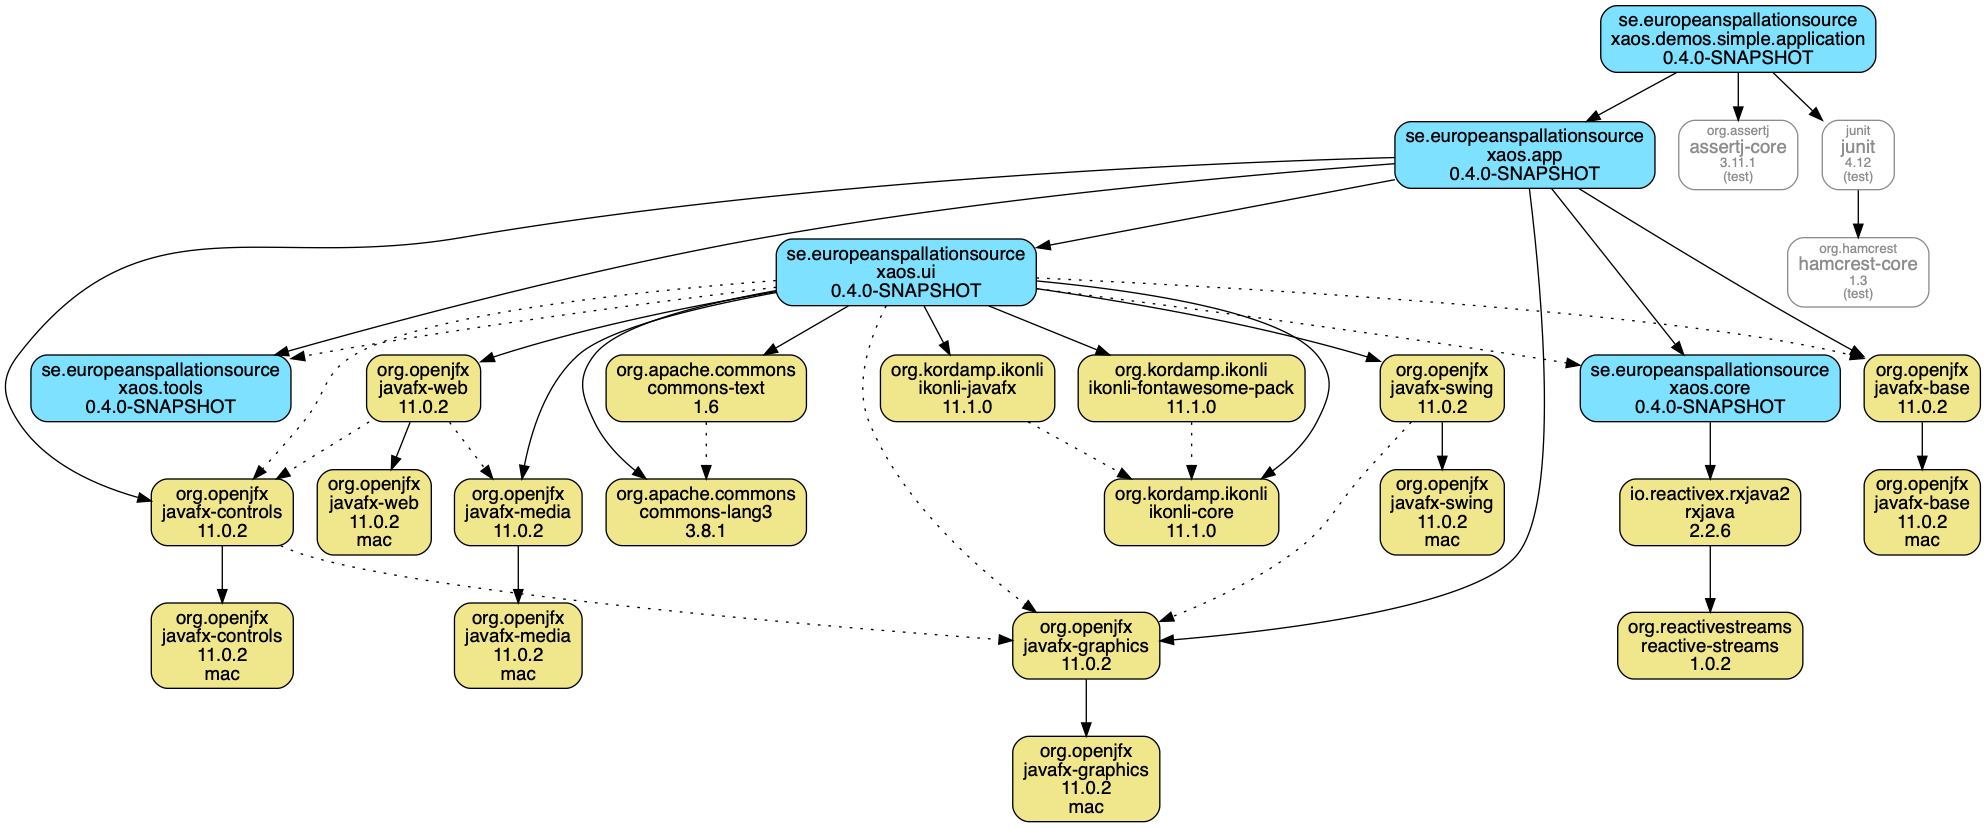 se.europeanspallationsource
xaos.demos.simple.application
0.4.0-SNAPSHOT
se.europeanspallationsource
xaos.app
0.4.0-SNAPSHOT
org.assertj
assertj-core
3.11.1
(test)
junit
junit
4.12
(test)
se.europeanspallationsource
xaos.ui
0.4.0-SNAPSHOT
org.hamcrest
hamcrest-core
1.3
(test)
se.europeanspallationsource
xaos.tools
0.4.0-SNAPSHOT
org.openjfx
javafx-web
11.0.2
org.apache.commons
commons-text
1.6
org.kordamp.ikonli
ikonli-javafx
11.1.0
org.kordamp.ikonli
ikonli-fontawesome-pack
11.1.0
org.openjfx
javafx-swing
11.0.2
se.europeanspallationsource
xaos.core
0.4.0-SNAPSHOT
org.openjfx
javafx-base
11.0.2
org.openjfx
javafx-controls
11.0.2
org.openjfx
javafx-web
11.0.2
mac
org.openjfx
javafx-media
11.0.2
org.apache.commons
commons-lang3
3.8.1
org.kordamp.ikonli
ikonli-core
11.1.0
org.openjfx
javafx-swing
11.0.2
mac
io.reactivex.rxjava2
rxjava
2.2.6
org.openjfx
javafx-base
11.0.2
mac
org.openjfx
javafx-controls
11.0.2
mac
org.openjfx
javafx-media
11.0.2
mac
org.openjfx
javafx-graphics
11.0.2
org.reactivestreams
reactive-streams
1.0.2
org.openjfx
javafx-graphics
11.0.2
mac